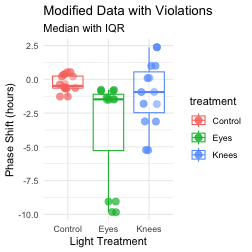 Modified Data with Violations
Median with IQR
Phase Shift (hours)
2.5
0.0
-2.5
-5.0
-7.5
-10.0
Control
Eyes
Knees
Light Treatment
treatment
Control
Eyes
Knees